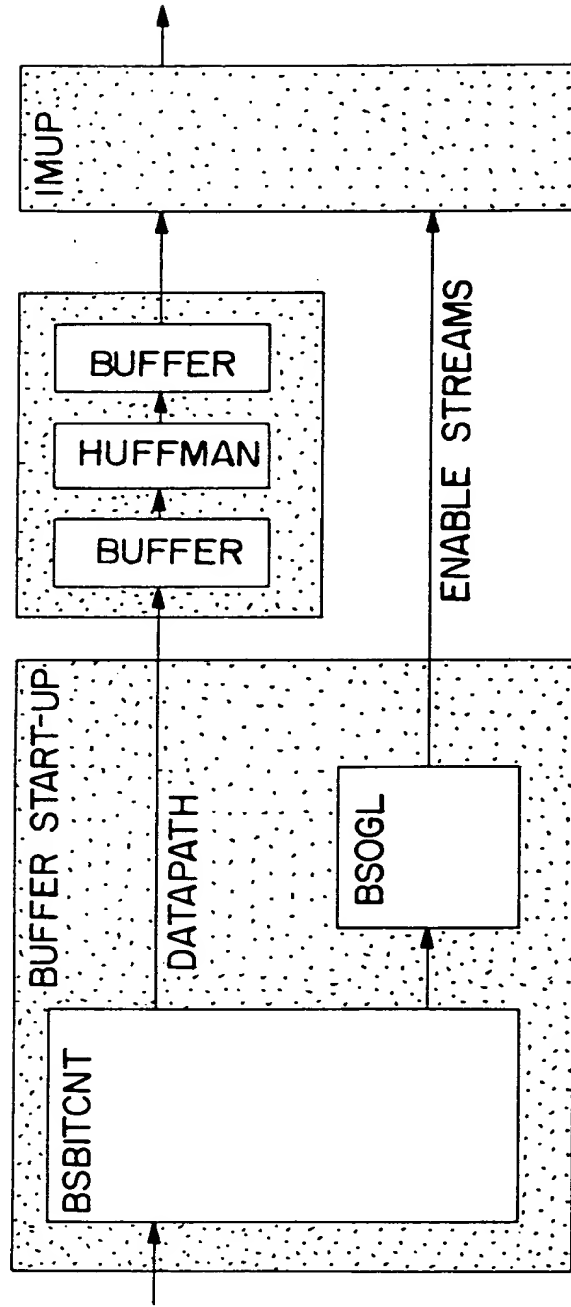 BUFFER START-UP
BSBITCNT
DATAPATH
BSOGL
BUFFER
HUFFMAN
BUFFER
ENABLE STREAMS
IMUP